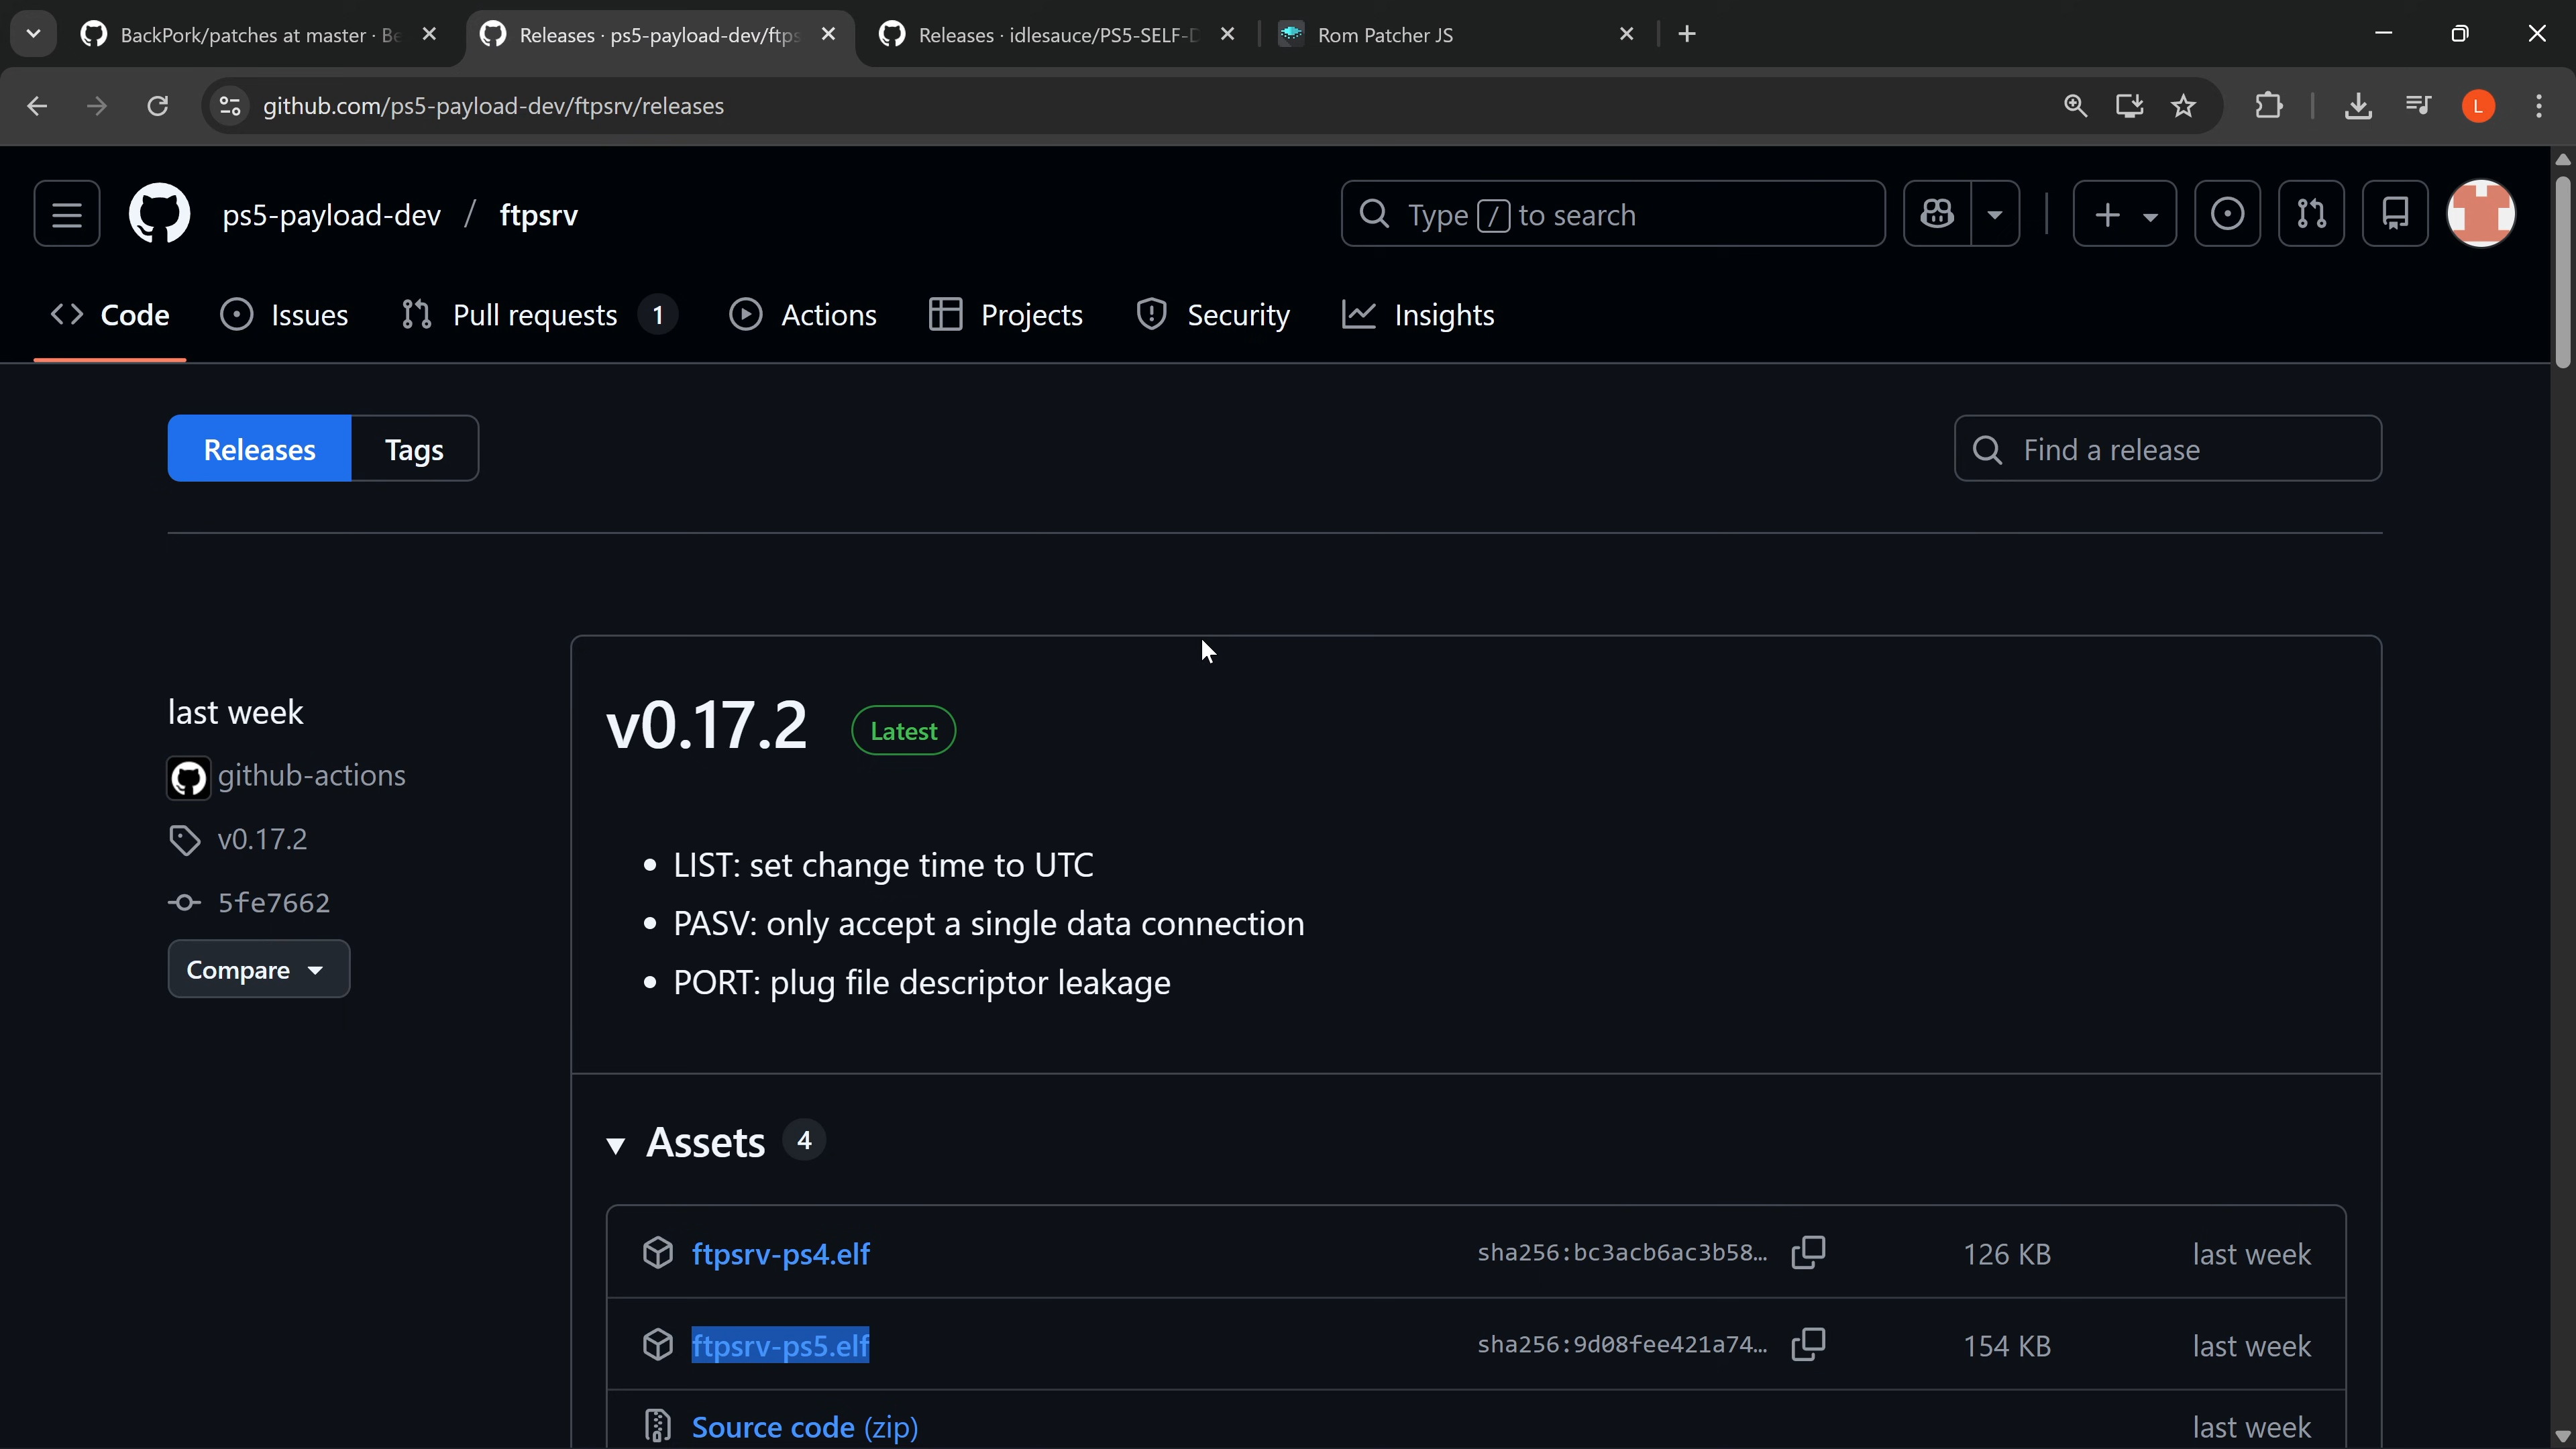 BackPork/patches at master · Be
Releases · ps5-payload-dev/ftps
Releases · idlesauce/PS5-SELF-D
Rom Patcher JS
github.com/ps5-payload-dev/ftpsrv/releases
L
ps5-payload-dev / ftpsrv
Type / to search
Code
Issues
Pull requests 1
Actions
Projects
Security
Insights
Releases
Tags
Find a release
last week
github-actions
v0.17.2
5fe7662
Compare
v0.17.2 Latest
• LIST: set change time to UTC
• PASV: only accept a single data connection
• PORT: plug file descriptor leakage
Assets 4
ftpsrv-ps4.elf sha256:bc3acb6ac3b58... 126 KB last week
ftpsrv-ps5.elf sha256:9d08fee421a74... 154 KB last week
Source code (zip) last week